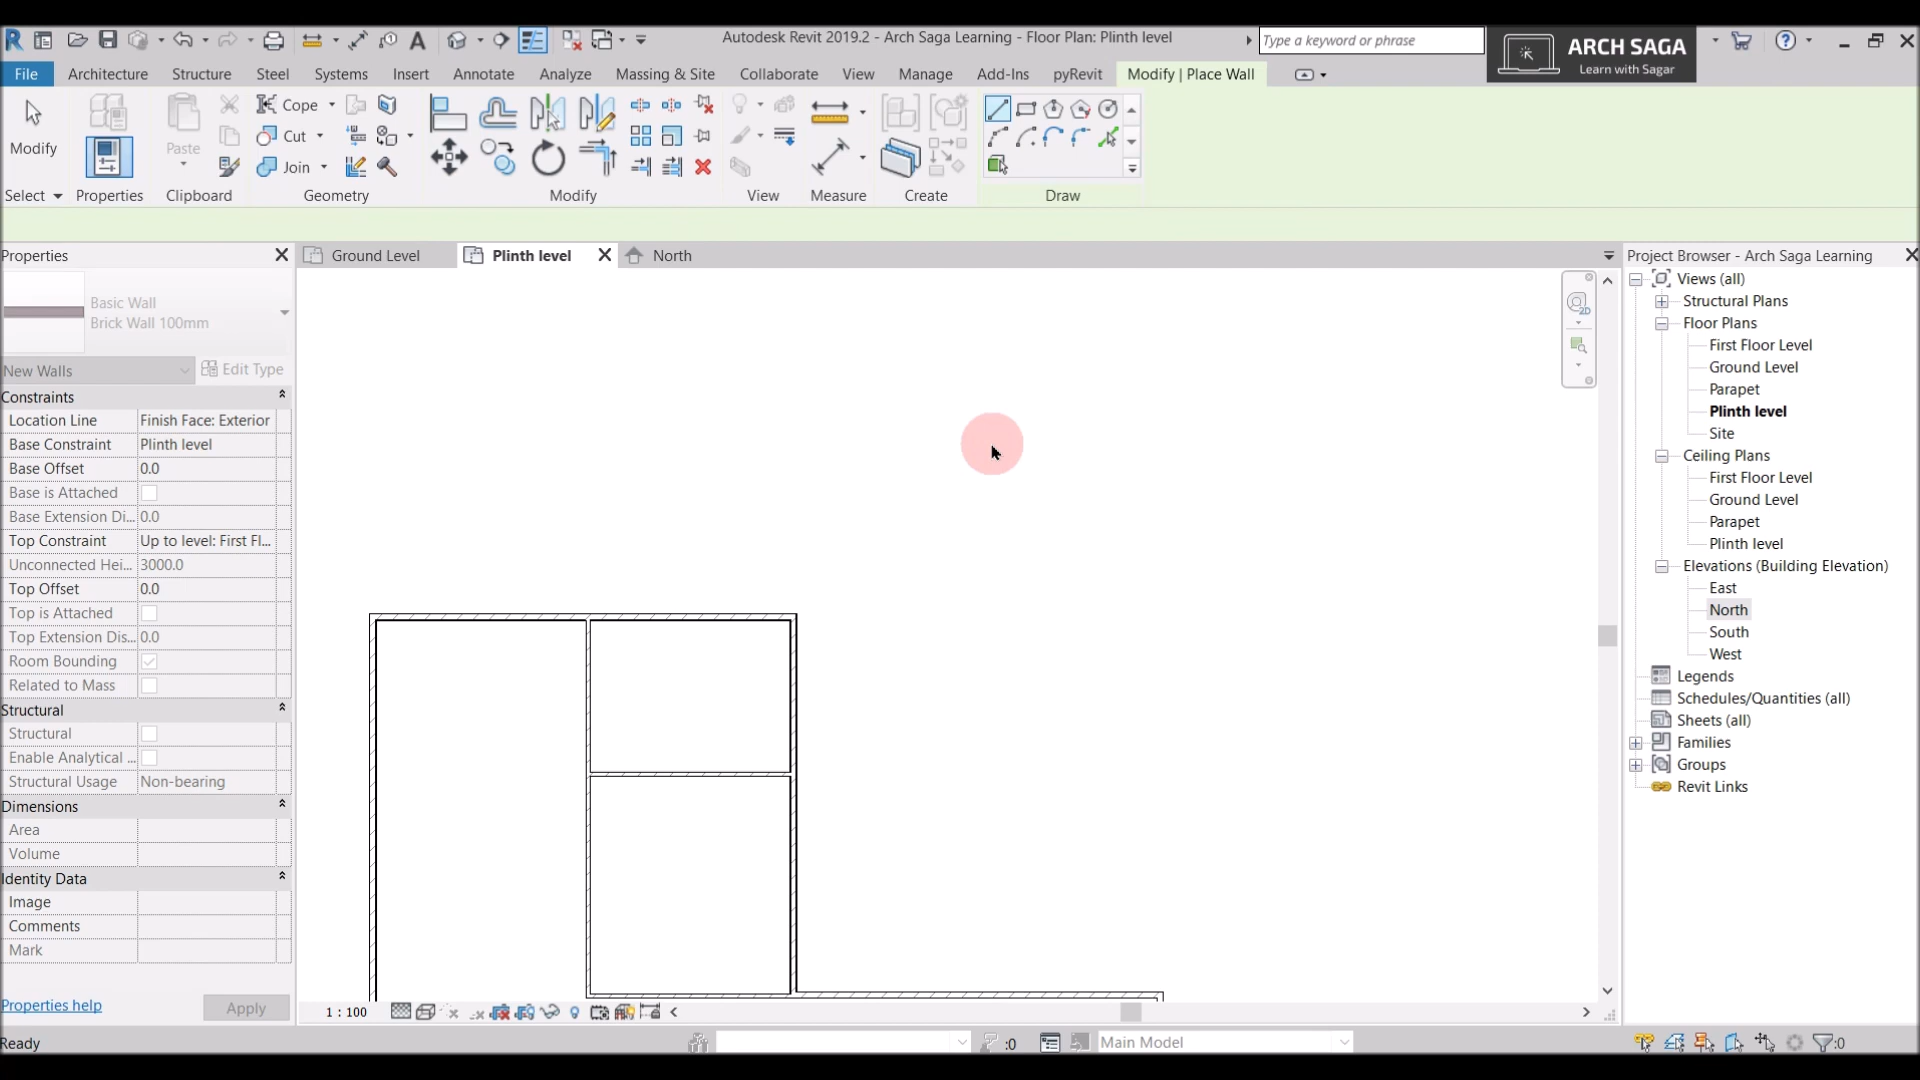 Autodesk Revit 2019.2 - Arch Saga Learning - Floor Plan: Plinth level
Type a keyword or phrase
ARCH SAGA
Learn with Sagar
File Architecture Structure Steel Systems Insert Annotate Analyze Massing & Site Collaborate View Manage Add-Ins pyRevit Modify | Place Wall
Modify
Paste
Cope
Cut
Join
Select Properties Clipboard Geometry Modify View Measure Create Draw
Properties
Ground Level Plinth level North
Project Browser - Arch Saga Learning
Basic Wall
Brick Wall 100mm
New Walls Edit Type
Constraints
Location Line Finish Face: Exterior
Base Constraint Plinth level
Base Offset 0.0
Base is Attached
Base Extension Di... 0.0
Top Constraint Up to level: First Fl...
Unconnected Hei... 3000.0
Top Offset 0.0
Top is Attached
Top Extension Dis... 0.0
Room Bounding
Related to Mass
Structural
Structural
Enable Analytical ...
Structural Usage Non-bearing
Dimensions
Area
Volume
Identity Data
Image
Comments
Mark
Properties help Apply
2D
Views (all)
Structural Plans
Floor Plans
First Floor Level
Ground Level
Parapet
Plinth level
Site
Ceiling Plans
First Floor Level
Ground Level
Parapet
Plinth level
Elevations (Building Elevation)
East
North
South
West
Legends
Schedules/Quantities (all)
Sheets (all)
Families
Groups
Revit Links
1 : 100
Ready :0 Main Model :0